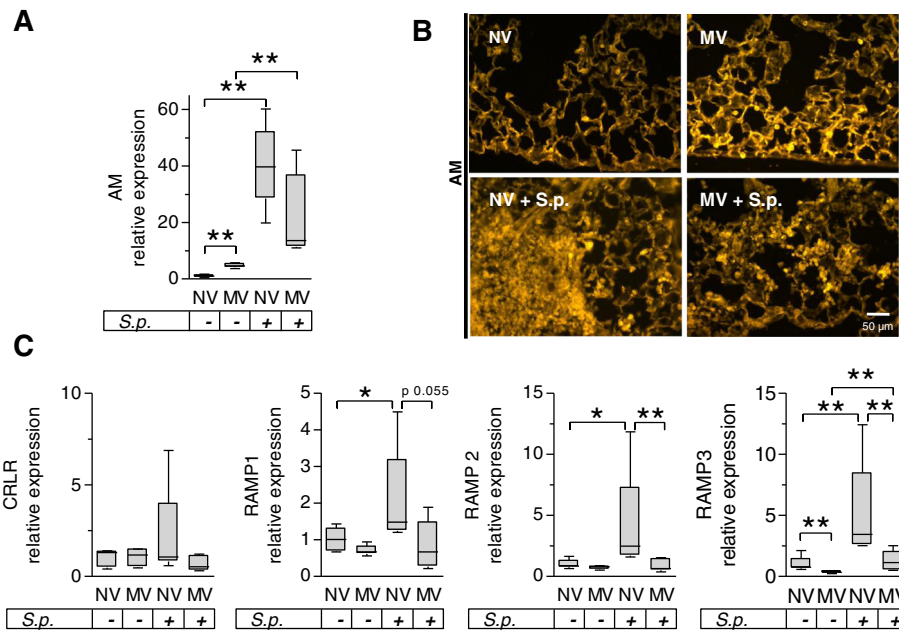 A
**
**
**
60
40
20
0
AM
relative expression
NV MV NV MV
S.p. - - + +
B
AM
NV
MV
NV + S.p.
MV + S.p.
50 µm
C
10
5
0
CRLR
relative expression
NV MV NV MV
S.p. - - + +
5
4
3
2
1
0
RAMP1
relative expression
*
p 0.055
NV MV NV MV
S.p. - - + +
15
10
5
0
RAMP 2
relative expression
*
**
NV MV NV MV
S.p. - - + +
15
10
5
0
RAMP3
relative expression
**
**
**
**
NV MV NV MV
S.p. - - + +